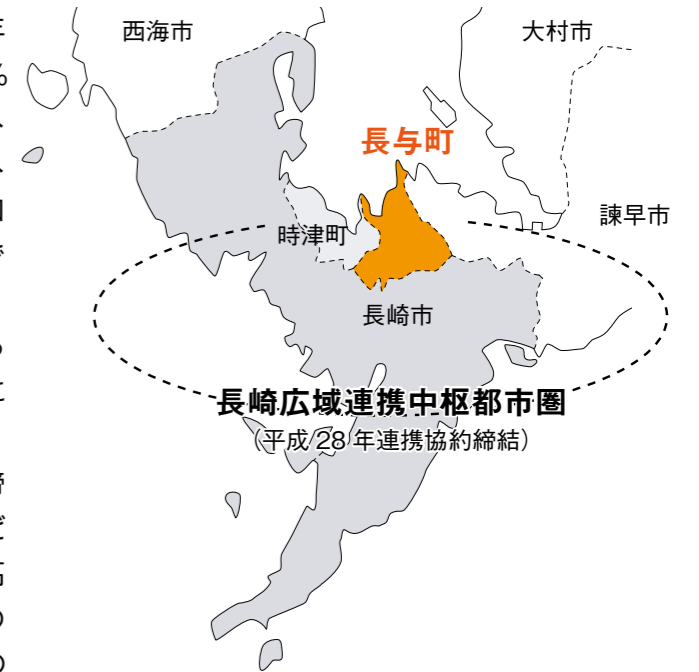 西海市
大村市
長与町
諫早市
時津町
長崎市
長崎広域連携中枢都市圏
（平成 28 年連携協約締結）